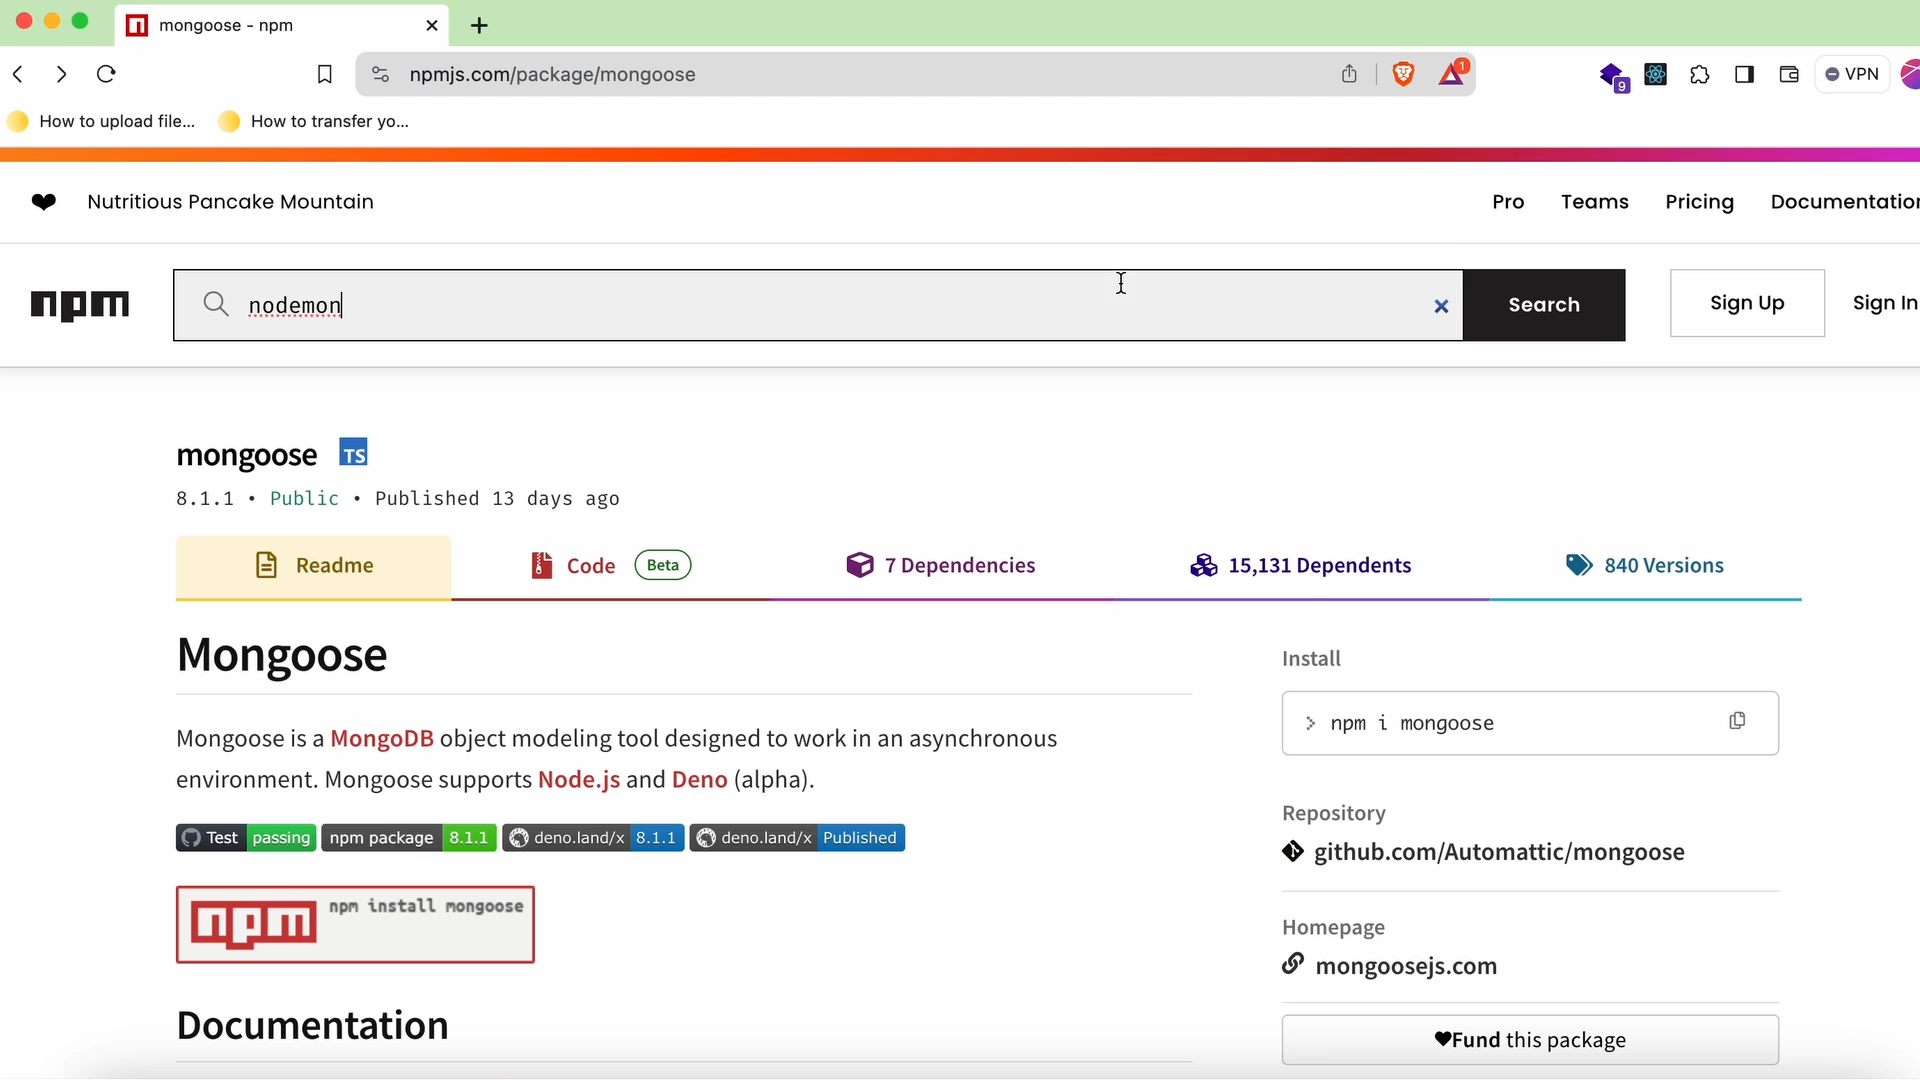 mongoose - npm
npmjs.com/package/mongoose
1
9
VPN
How to upload file...
How to transfer yo...
❤ Nutritious Pancake Mountain
Pro
Teams
Pricing
Documentation
npm
nodemon
Search
Sign Up
Sign In
mongoose TS
8.1.1 • Public • Published 13 days ago
Readme
Code Beta
7 Dependencies
15,131 Dependents
840 Versions
Mongoose
Mongoose is a MongoDB object modeling tool designed to work in an asynchronous
environment. Mongoose supports Node.js and Deno (alpha).
Test passing npm package 8.1.1 deno.land/x 8.1.1 deno.land/x Published
npm npm install mongoose
Documentation
Install
> npm i mongoose
Repository
github.com/Automattic/mongoose
Homepage
mongoosejs.com
❤Fund this package